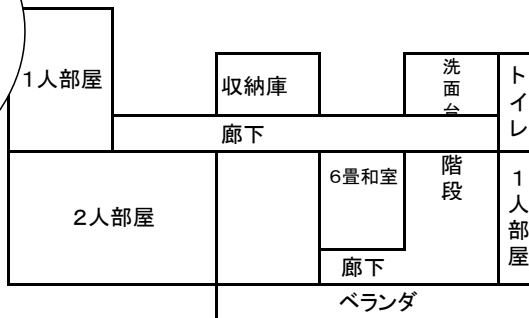 1人部屋
収納庫
洗面台
トイレ
廊下
6畳和室
階段
1人部屋
2人部屋
廊下
ベランダ